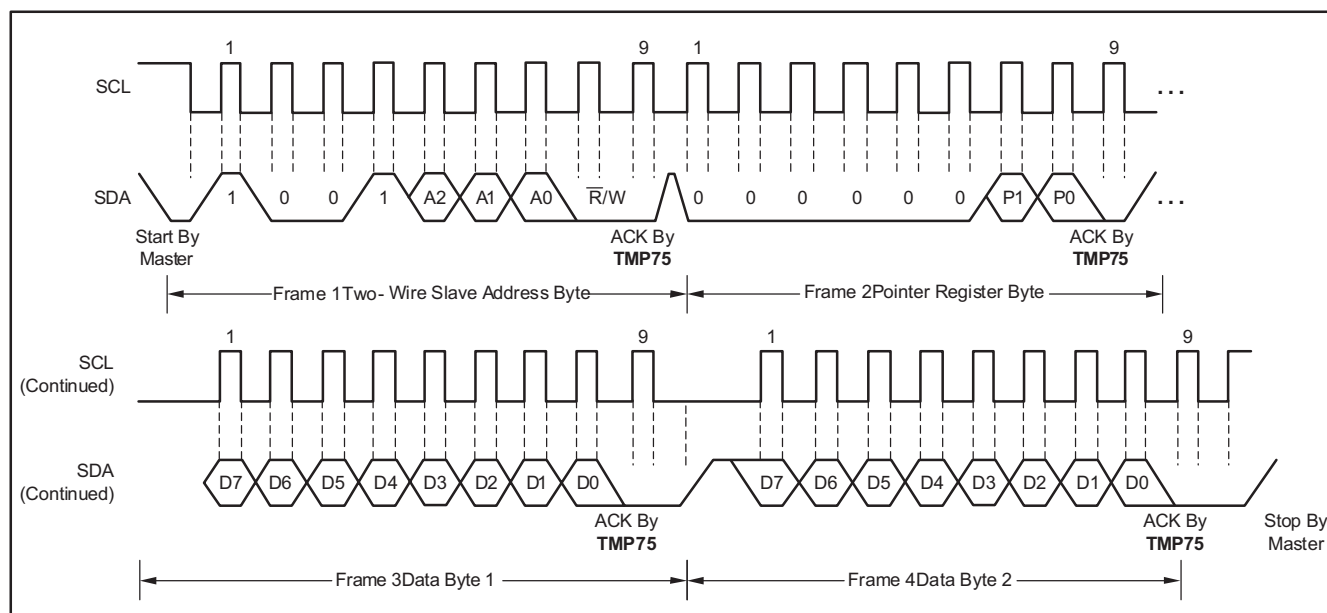 1 9 1 9
SCL ...
SDA 1 0 0 1 A2 A1 A0 R̅/W 0 0 0 0 0 0 P1 P0 ...
Start By
Master
ACK By
TMP75
ACK By
TMP75
Frame 1Two- Wire Slave Address Byte
Frame 2Pointer Register Byte
1 9 1 9
SCL
(Continued)
SDA
(Continued)
D7 D6 D5 D4 D3 D2 D1 D0 D7 D6 D5 D4 D3 D2 D1 D0
ACK By
TMP75
ACK By
TMP75
Stop By
Master
Frame 3Data Byte 1
Frame 4Data Byte 2